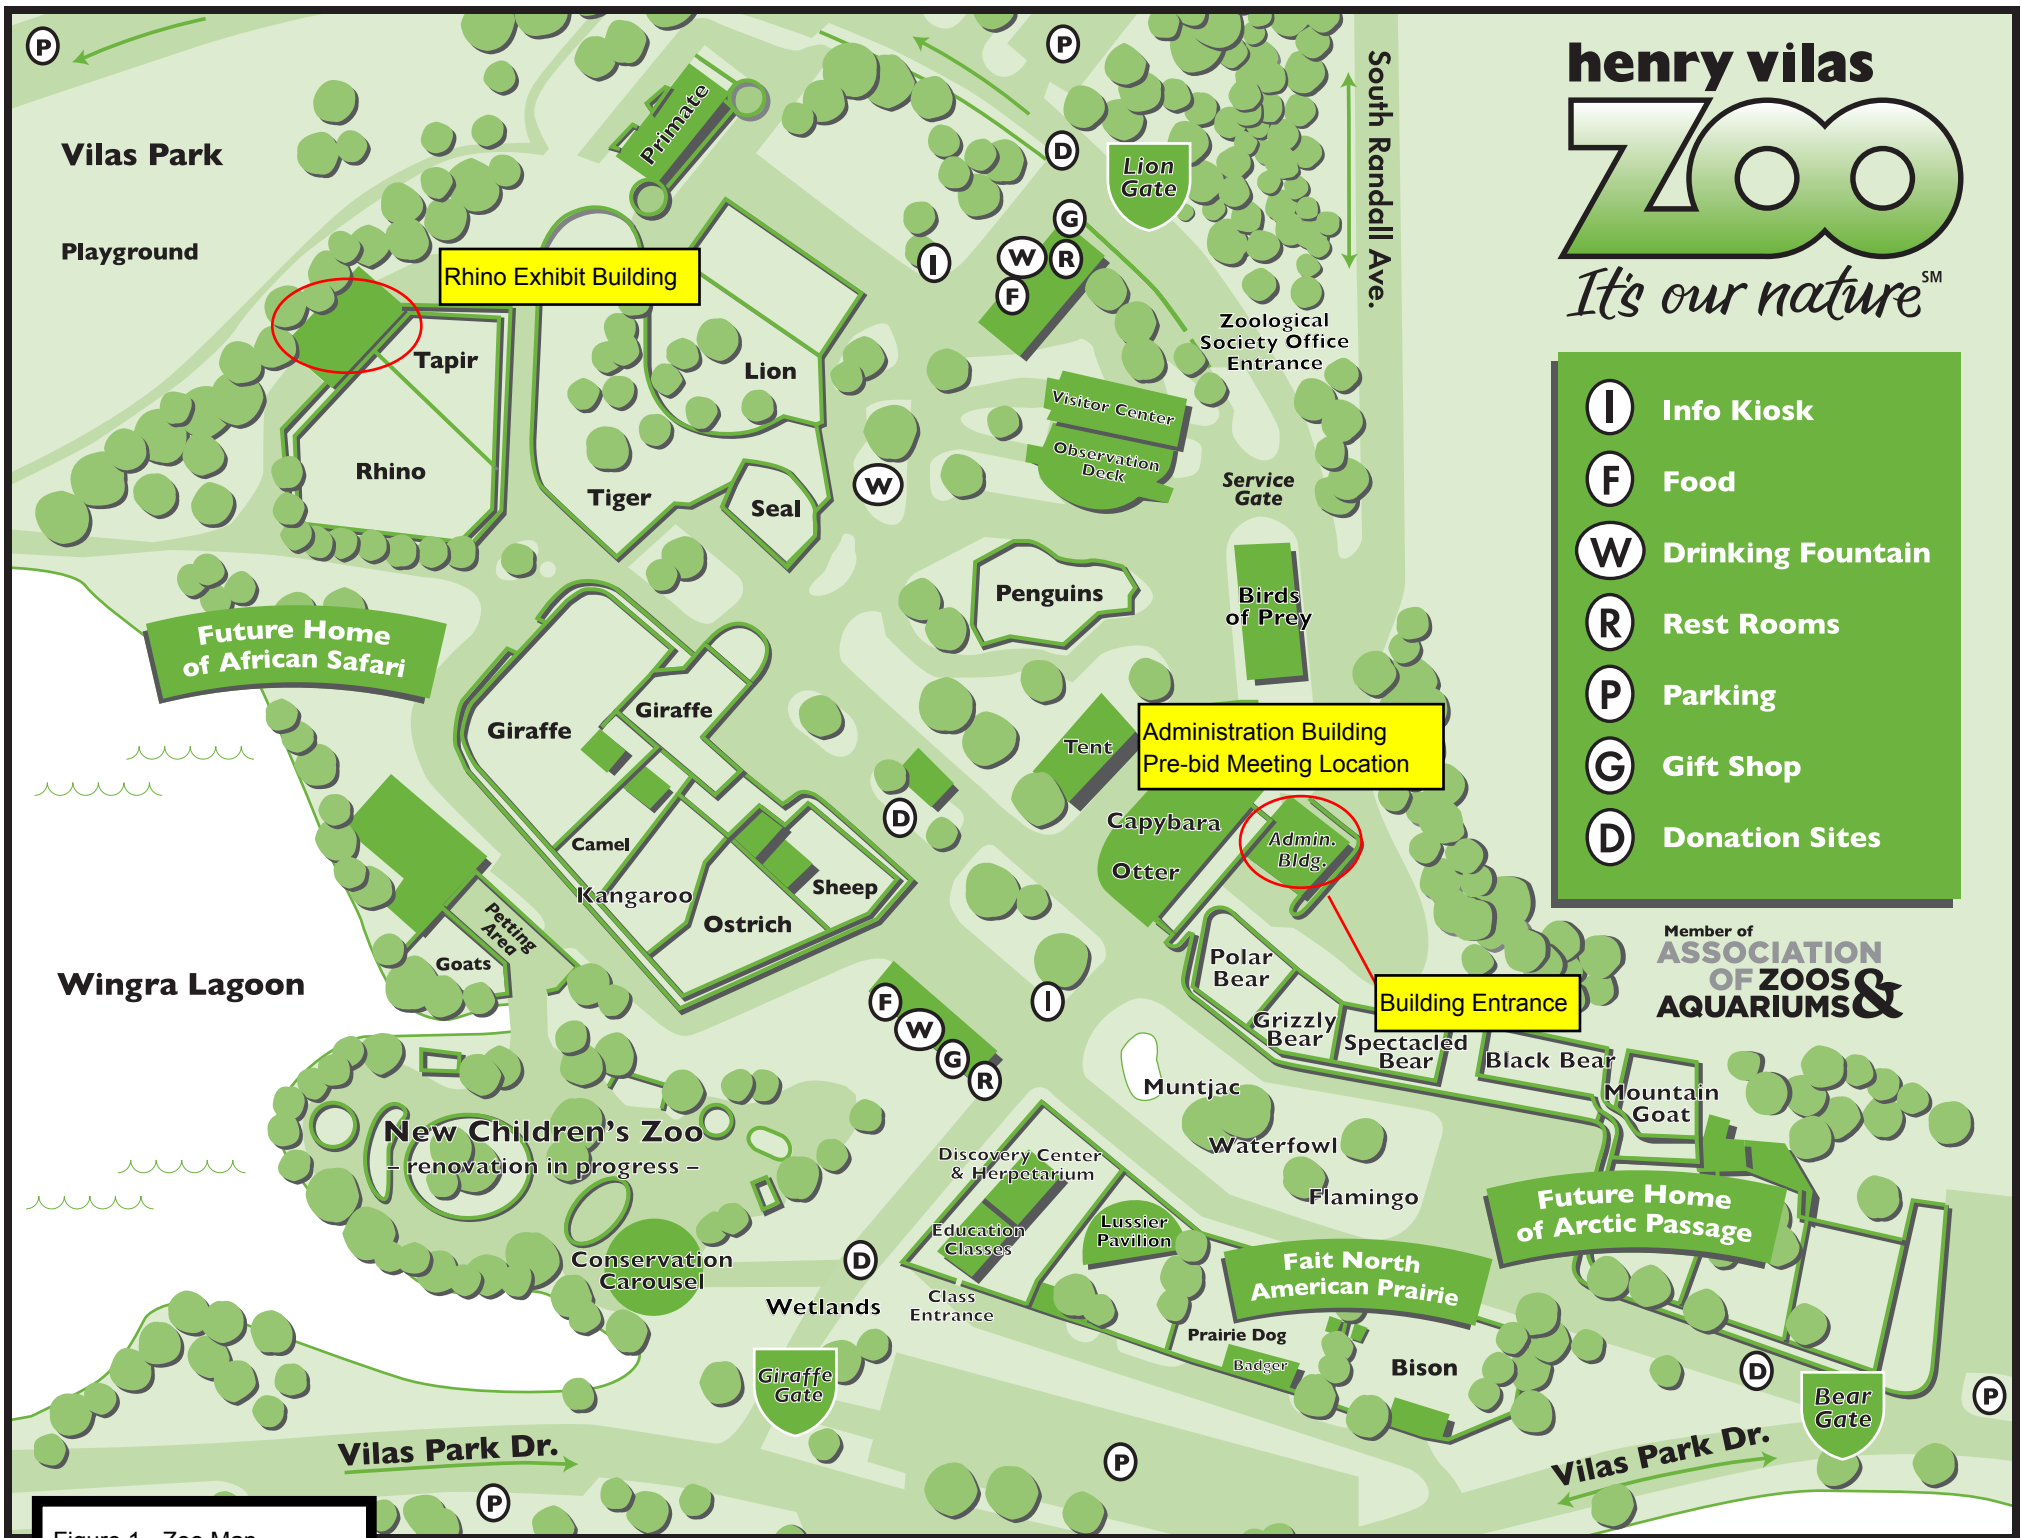 P
P
South Randall Ave.
henry vilas
ZOO
It's our nature SM
Vilas Park
Playground
Primate
D
Lion
Gate
G
W
R
F
I
Rhino Exhibit Building
Tapir
Rhino
Lion
Tiger
Seal
W
Zoological
Society Office
Entrance
Visitor Center
Observation
Deck
Service
Gate
I Info Kiosk
F Food
W Drinking Fountain
R Rest Rooms
P Parking
G Gift Shop
D Donation Sites
Penguins
Birds
of Prey
Future Home
of African Safari
Giraffe
Giraffe
Tent
Administration Building
Pre-bid Meeting Location
Capybara
Otter
Admin.
Bldg.
D
Camel
Kangaroo
Sheep
Ostrich
Petting
Area
Goats
Wingra Lagoon
Polar
Bear
Grizzly
Bear
Spectacled
Bear
Building Entrance
Black Bear
Mountain
Goat
Member of
ASSOCIATION
OF ZOOS
AQUARIUMS &
F
W
G
R
I
Muntjac
Waterfowl
Flamingo
New Children's Zoo
– renovation in progress –
Discovery Center
& Herpetarium
Education
Classes
Lussier
Pavilion
Future Home
of Arctic Passage
Fait North
American Prairie
Conservation
Carousel
D
Wetlands
Class
Entrance
Prairie Dog
Badger
Bison
Giraffe
Gate
D
Bear
Gate
P
Vilas Park Dr.
P
P
Vilas Park Dr.
Figure 1 - Zoo Map